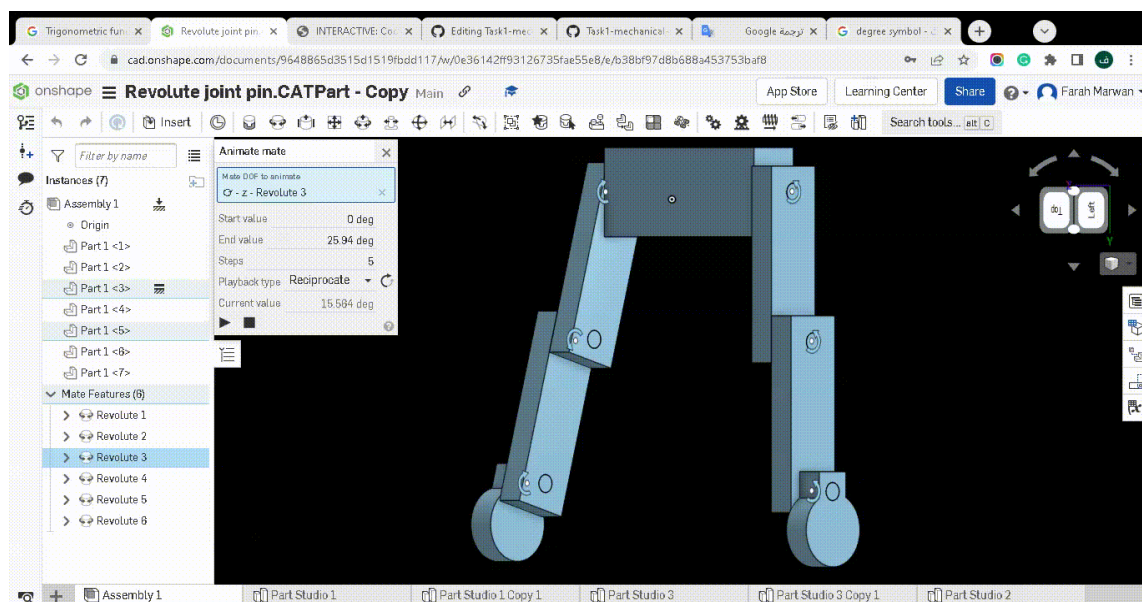 Trigonometric fun
Revolute joint pin.
INTERACTIVE: Co
Editing Task1-mec
Task1-mechanical-
ترجمة Google
degree symbol - d
cad.onshape.com/documents/9648865d3515d1519fbdd117/w/0e36142ff93126735fae55e8/e/b38bf97d8b688a453753baf8
onshape
Revolute joint pin.CATPart - Copy
Main
App Store
Learning Center
Share
Farah Marwan
Insert
Search tools... alt C
Filter by name
Instances (7)
Assembly 1
Origin
Part 1 <1>
Part 1 <2>
Part 1 <3>
Part 1 <4>
Part 1 <5>
Part 1 <6>
Part 1 <7>
Mate Features (6)
Revolute 1
Revolute 2
Revolute 3
Revolute 4
Revolute 5
Revolute 6
Animate mate
Mate DOF to animate
- z - Revolute 3
Start value 0 deg
End value 25.94 deg
Steps 5
Playback type Reciprocate
Current value 15.564 deg
Top
Left
Y
Assembly 1
Part Studio 1
Part Studio 1 Copy 1
Part Studio 3
Part Studio 3 Copy 1
Part Studio 2